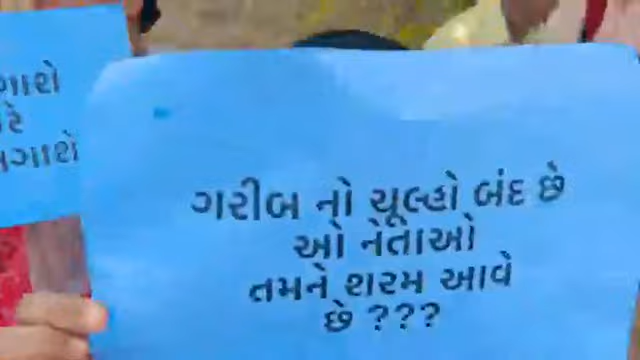 ગરીબ નો ચૂલ્હો બંદ છે
ઓ નેતાઓ
તમને શરમ આવે
છે ???